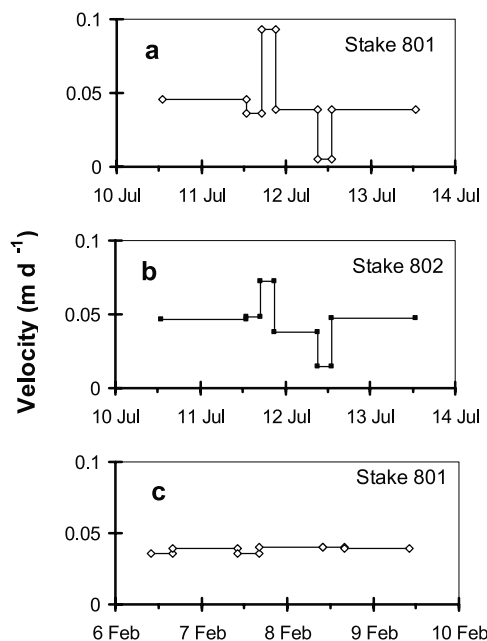 0.1
a
Stake 801
0.05
0
10 Jul 11 Jul 12 Jul 13 Jul 14 Jul
Velocity (m d -1)
0.1
b
Stake 802
0.05
0
10 Jul 11 Jul 12 Jul 13 Jul 14 Jul
0.1
c
Stake 801
0.05
0
6 Feb 7 Feb 8 Feb 9 Feb 10 Feb